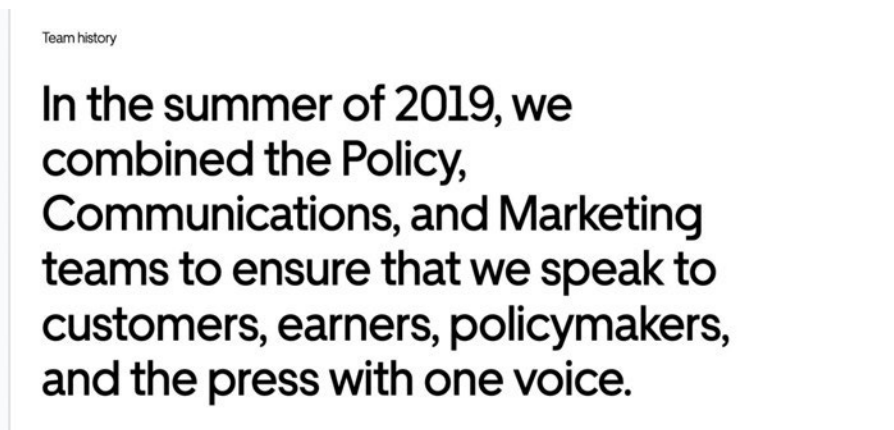 Team history
In the summer of 2019, we
combined the Policy,
Communications, and Marketing
teams to ensure that we speak to
customers, earners, policymakers,
and the press with one voice.